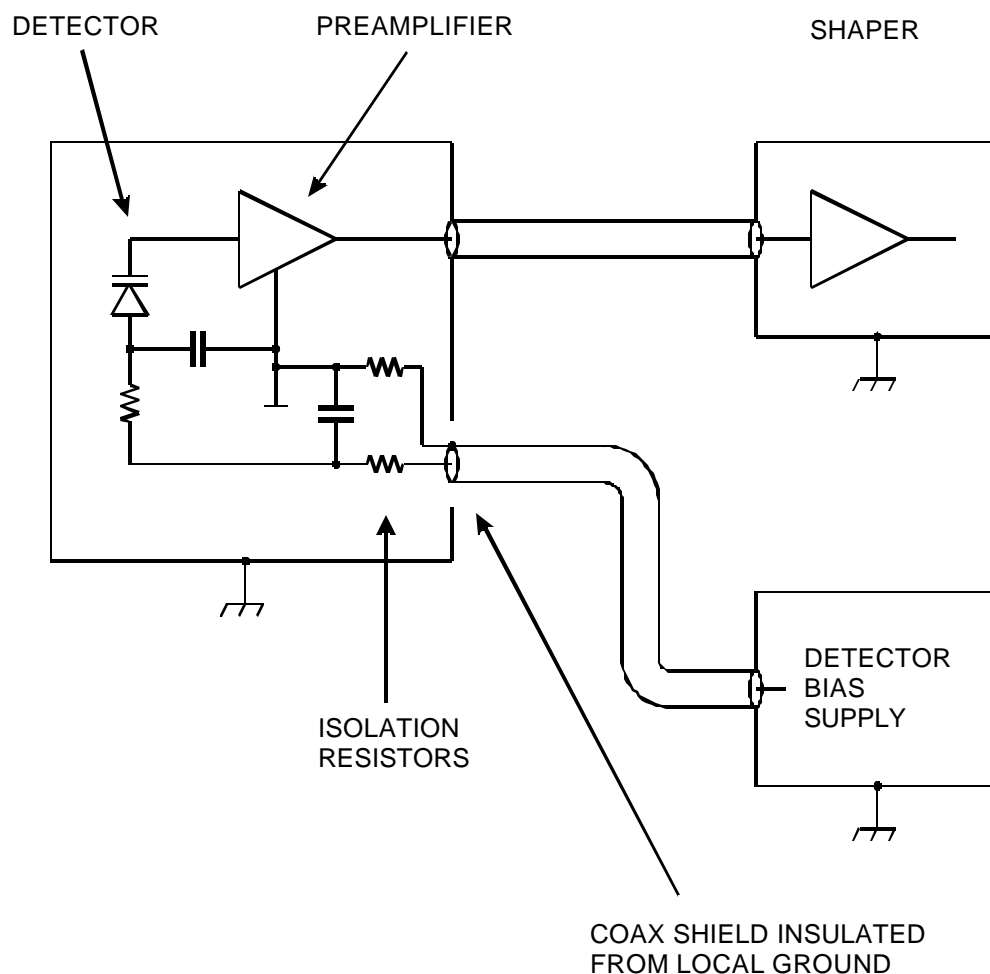 DETECTOR
PREAMPLIFIER
SHAPER
DETECTOR
BIAS
SUPPLY
ISOLATION
RESISTORS
COAX SHIELD INSULATED
FROM LOCAL GROUND